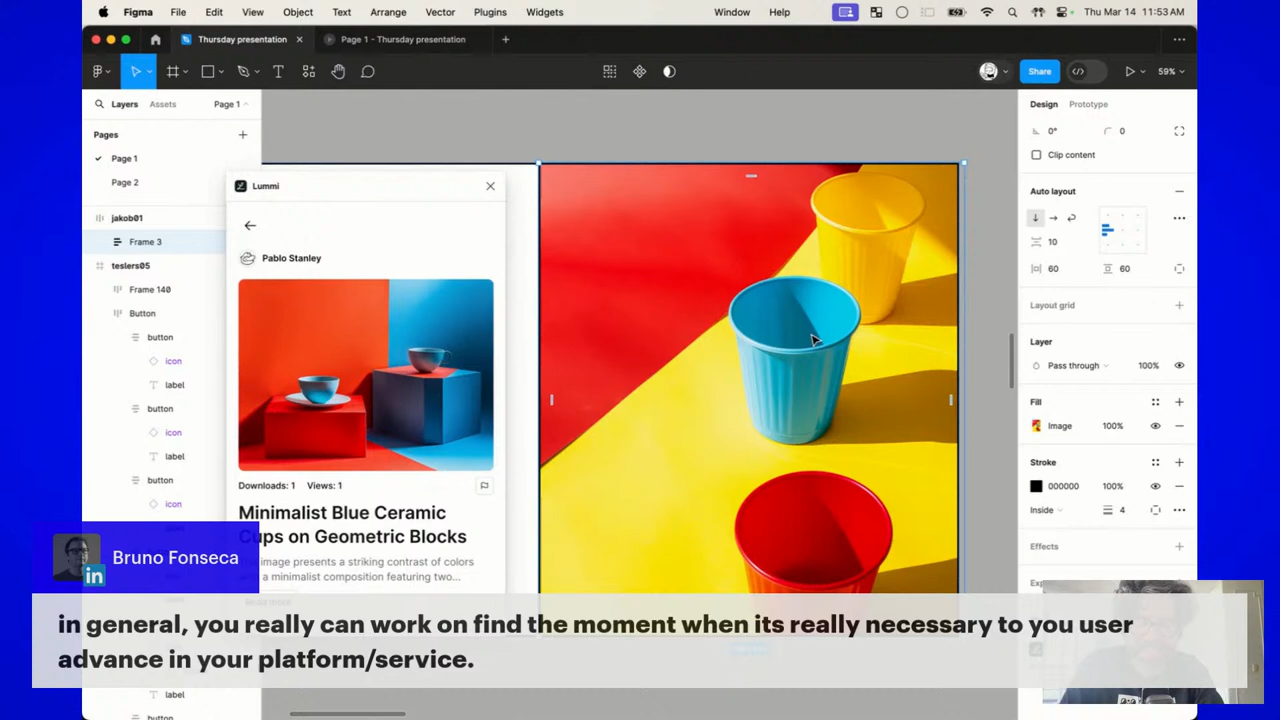 Figma File Edit View Object Text Arrange Vector Plugins Widgets Window Help Thu Mar 14 11:53 AM
Thursday presentation Page 1 - Thursday presentation
Share 59%
Layers Assets Page 1
Pages
Page 1
Page 2
jakob01
Frame 3
teslers05
Frame 140
Button
button
icon
label
button
icon
label
button
icon
label
button
Lummi
Pablo Stanley
Downloads: 1 Views: 1
Minimalist Blue Ceramic
Cups on Geometric Blocks
image presents a striking contrast of colors
with a minimalist composition featuring two...
Read more
Design Prototype
0° 0
Clip content
Auto layout
10
60 60
Layout grid
Layer
Pass through 100%
Fill
Image 100%
Stroke
000000 100%
Inside 4
Effects
Bruno Fonseca
in
in general, you really can work on find the moment when its really necessary to you user
advance in your platform/service.